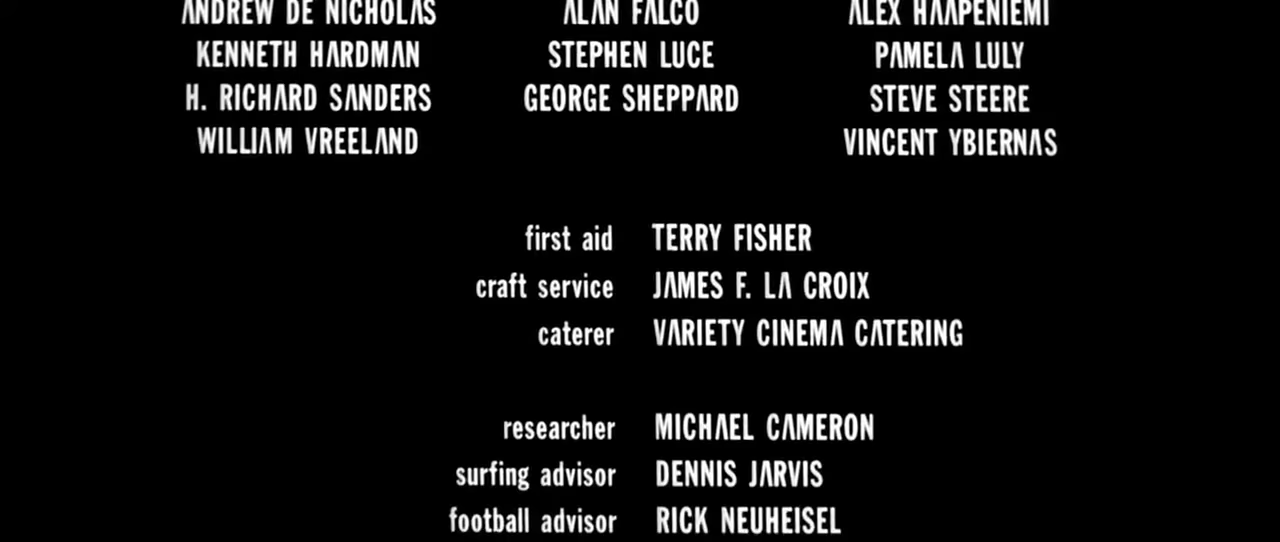 ANDREW DE NICHOLAS ALAN FALCO ALEX HAAPENIEMI
KENNETH HARDMAN STEPHEN LUCE PAMELA LULY
H. RICHARD SANDERS GEORGE SHEPPARD STEVE STEERE
WILLIAM VREELAND VINCENT YBIERNAS
first aid TERRY FISHER
craft service JAMES F. LA CROIX
caterer VARIETY CINEMA CATERING
researcher MICHAEL CAMERON
surfing advisor DENNIS JARVIS
football advisor RICK NEUHEISEL